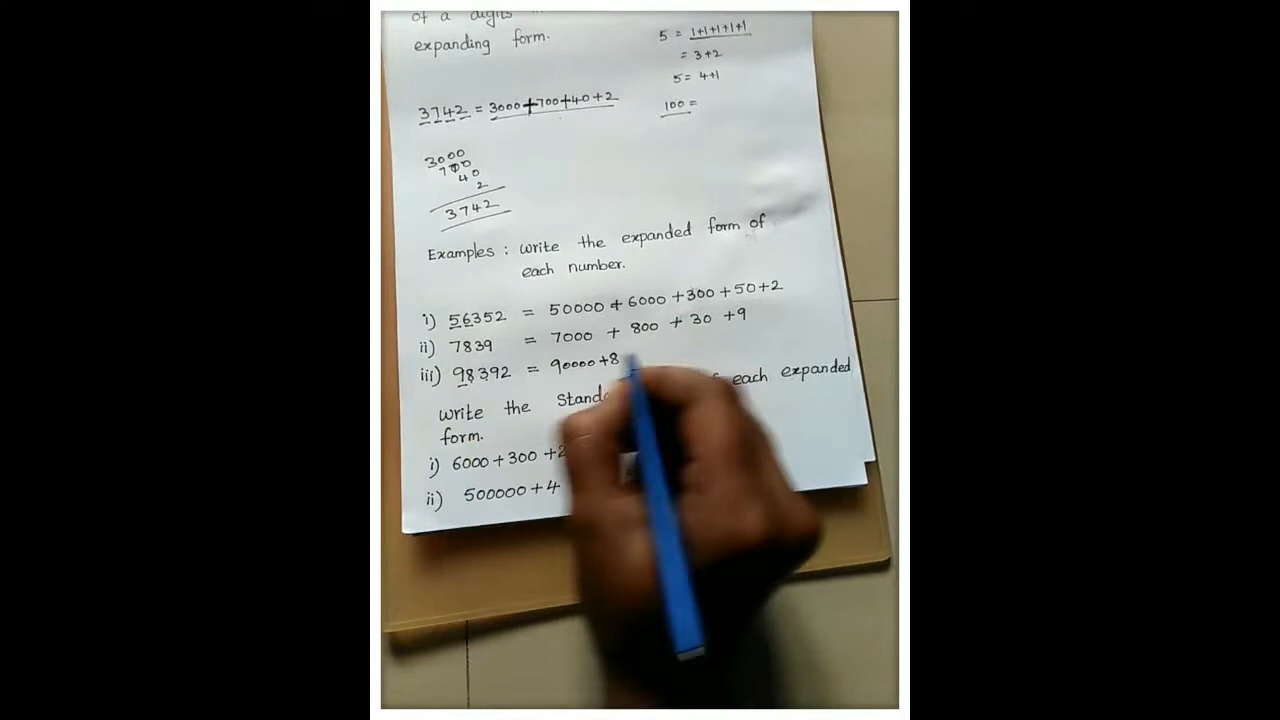 of a digits
expanding form.
5 = 1+1+1+1+1
= 3+2
5 = 4+1
100 =
3742 = 3000+700+40+2
3000
700
40
2
3742
Examples : write the expanded form of
each number.
i) 56352 = 50000 + 6000 + 300 + 50 + 2
ii) 7839 = 7000 + 800 + 30 + 9
iii) 98392 = 90000 + 8
write the each expanded
form.
i) 6000 + 300 + 2
ii) 500000 + 4